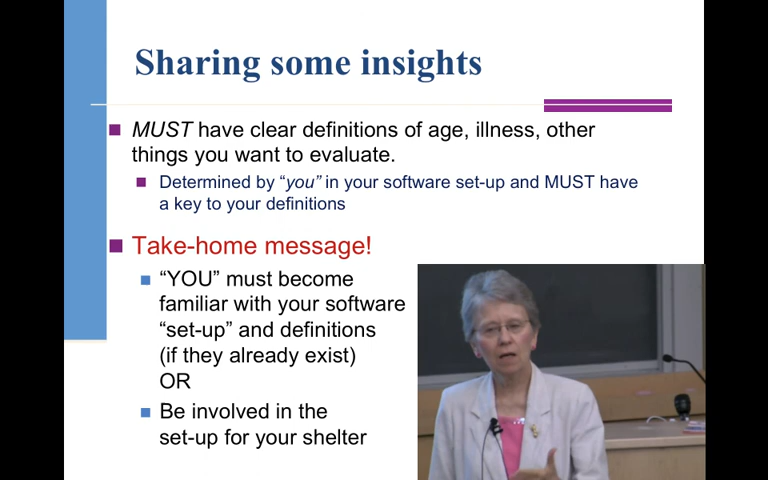 Sharing some insights
MUST have clear definitions of age, illness, other
things you want to evaluate.
Determined by “you” in your software set-up and MUST have
a key to your definitions
Take-home message!
“YOU” must become
familiar with your software
“set-up” and definitions
(if they already exist)
OR
Be involved in the
set-up for your shelter